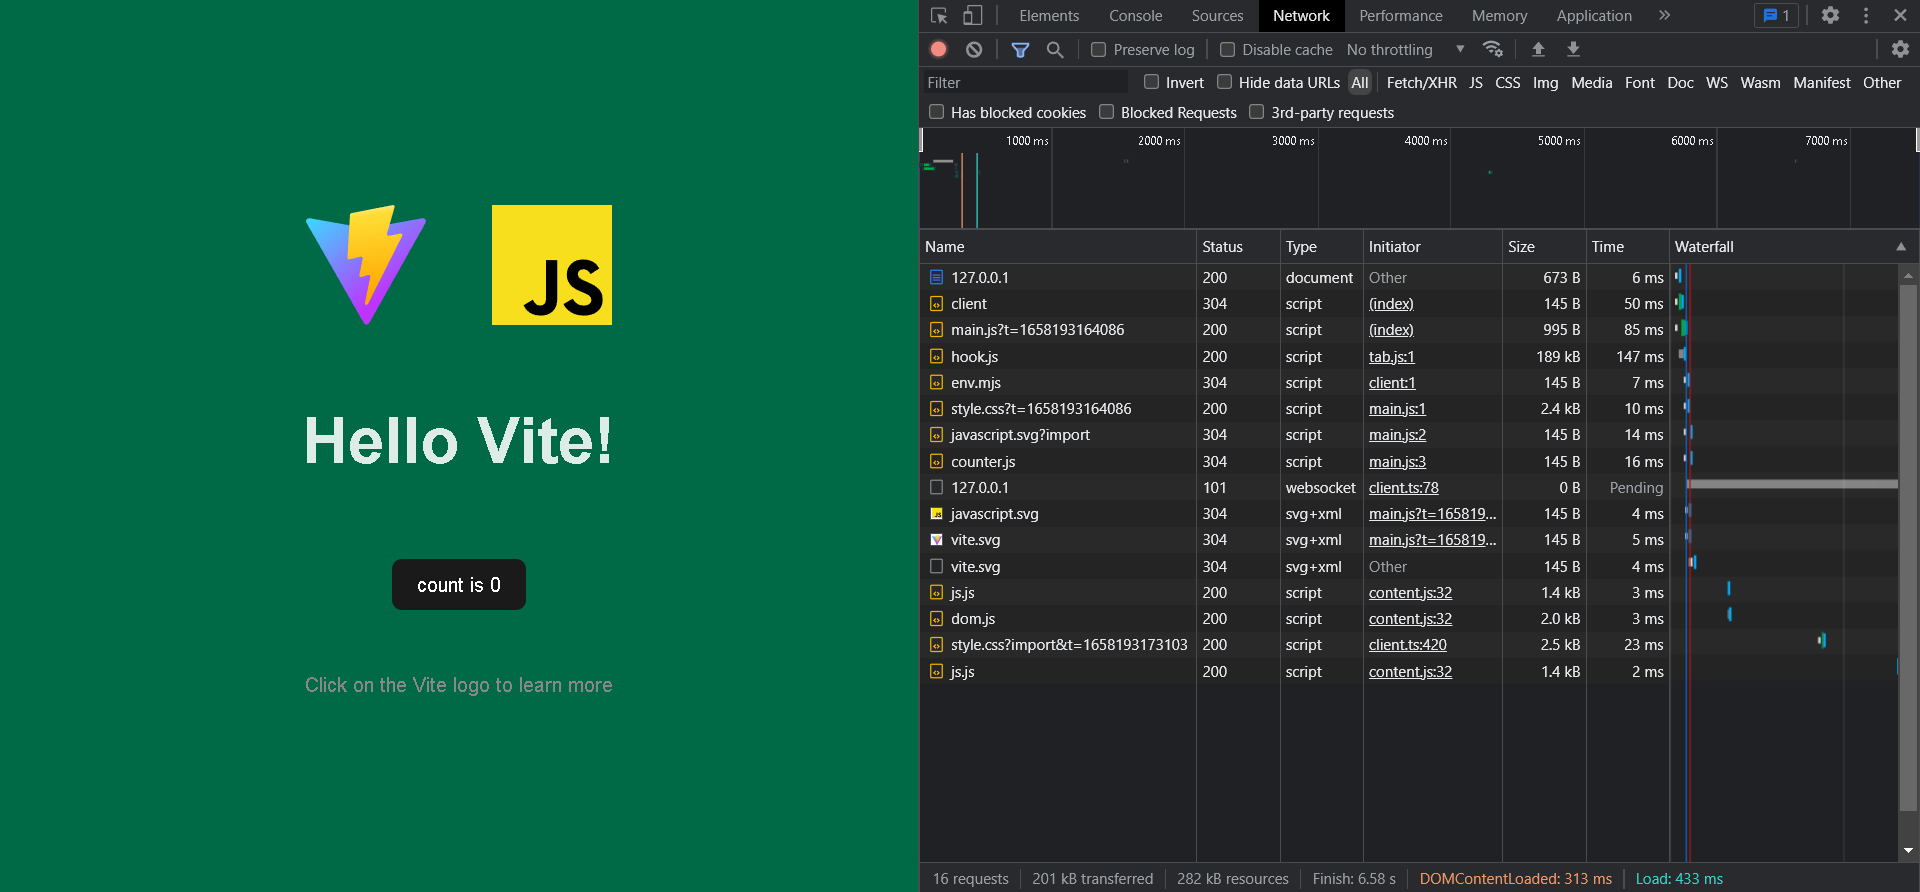 JS
Hello Vite!
count is 0
Click on the Vite logo to learn more
Elements Console Sources Network Performance Memory Application 1
Preserve log Disable cache No throttling
Filter Invert Hide data URLs All Fetch/XHR JS CSS Img Media Font Doc WS Wasm Manifest Other
Has blocked cookies Blocked Requests 3rd-party requests
1000 ms 2000 ms 3000 ms 4000 ms 5000 ms 6000 ms 7000 ms
Name Status Type Initiator Size Time Waterfall
127.0.0.1 200 document Other 673 B 6 ms
client 304 script (index) 145 B 50 ms
main.js?t=1658193164086 200 script (index) 995 B 85 ms
hook.js 200 script tab.js:1 189 kB 147 ms
env.mjs 304 script client:1 145 B 7 ms
style.css?t=1658193164086 200 script main.js:1 2.4 kB 10 ms
javascript.svg?import 304 script main.js:2 145 B 14 ms
counter.js 304 script main.js:3 145 B 16 ms
127.0.0.1 101 websocket client.ts:78 0 B Pending
javascript.svg 304 svg+xml main.js?t=165819... 145 B 4 ms
vite.svg 304 svg+xml main.js?t=165819... 145 B 5 ms
vite.svg 304 svg+xml Other 145 B 4 ms
js.js 200 script content.js:32 1.4 kB 3 ms
dom.js 200 script content.js:32 2.0 kB 3 ms
style.css?import&t=1658193173103 200 script client.ts:420 2.5 kB 23 ms
js.js 200 script content.js:32 1.4 kB 2 ms
16 requests 201 kB transferred 282 kB resources Finish: 6.58 s DOMContentLoaded: 313 ms Load: 433 ms